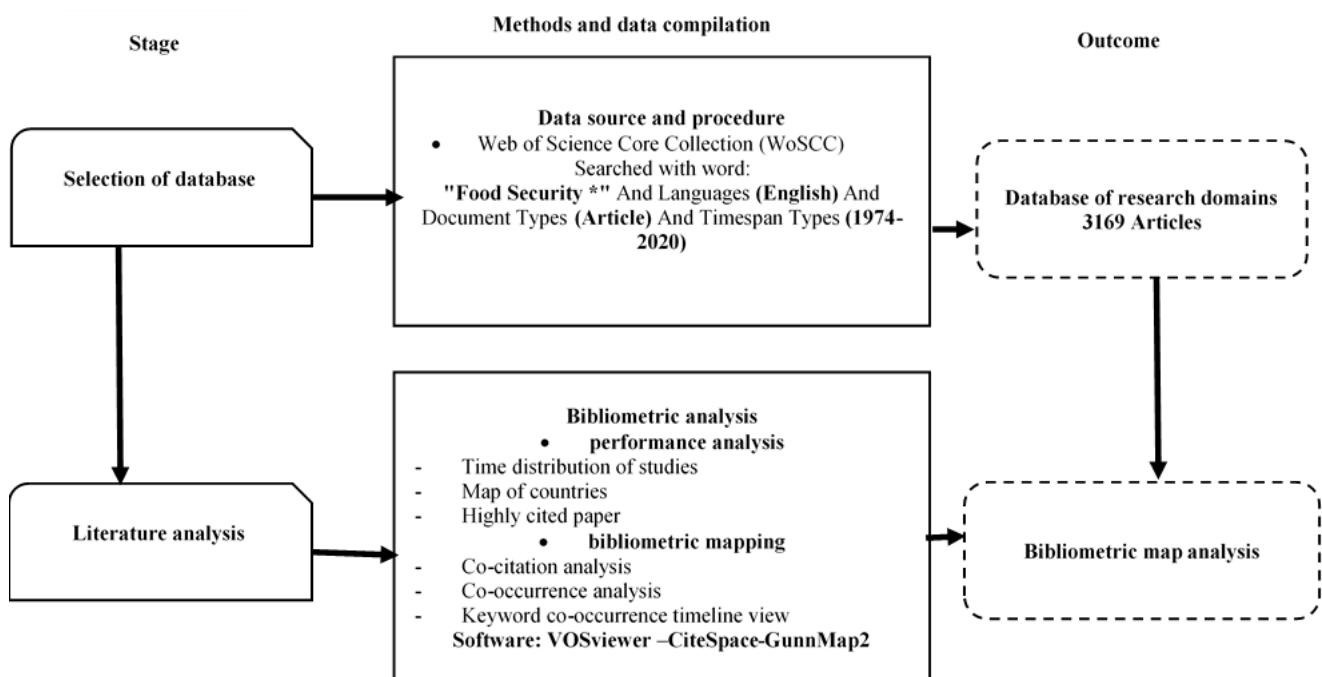 Stage
Methods and data compilation
Outcome
Selection of database
Data source and procedure
• Web of Science Core Collection (WoSCC)
Searched with word:
"Food Security *" And Languages (English) And
Document Types (Article) And Timespan Types (1974-
2020)
Database of research domains
3169 Articles
Literature analysis
Bibliometric analysis
• performance analysis
- Time distribution of studies
- Map of countries
- Highly cited paper
• bibliometric mapping
- Co-citation analysis
- Co-occurrence analysis
- Keyword co-occurrence timeline view
Software: VOSviewer –CiteSpace-GunnMap2
Bibliometric map analysis